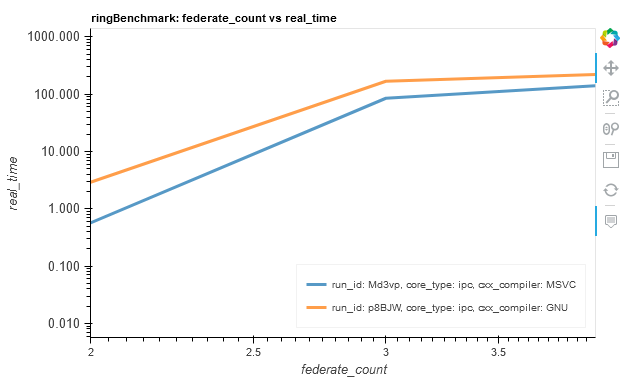 ringBenchmark: federate_count vs real_time
1000.000
100.000
10.000
1.000
0.100
0.010
real_time
run_id: Md3vp, core_type: ipc, cxx_compiler: MSVC
run_id: p8BJW, core_type: ipc, cxx_compiler: GNU
2
2.5
3
3.5
federate_count